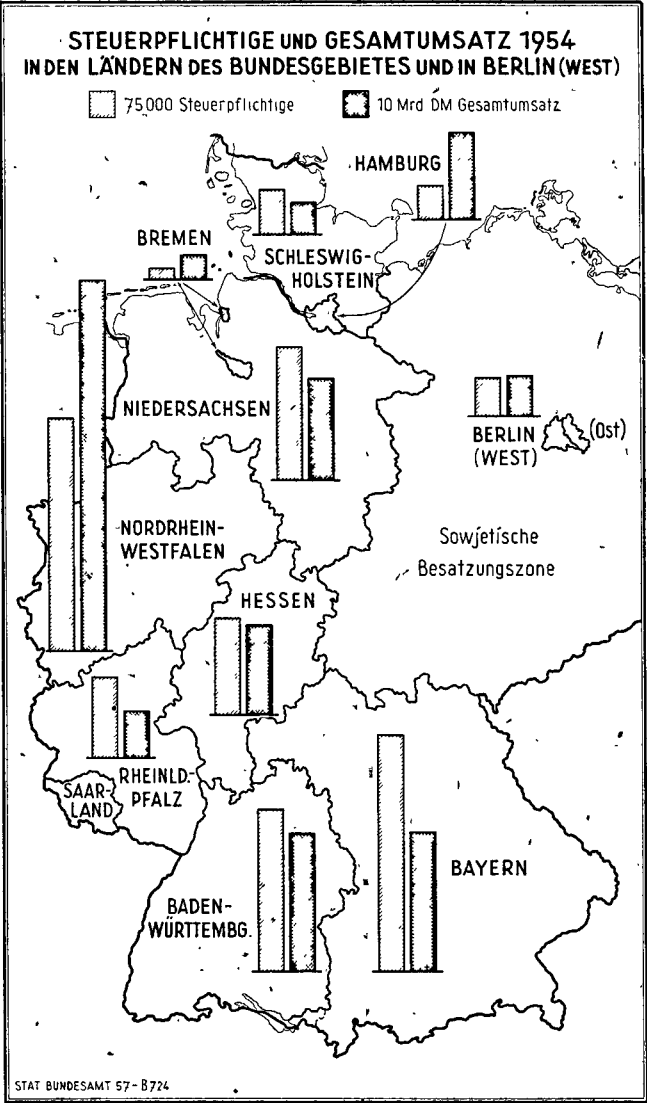 STEUERPFLICHTIGE UND GESAMTUMSATZ 1954
IN DEN LÄNDERN DES BUNDESGEBIETES UND IN BERLIN (WEST)
75000 Steuerpflichtige
10 Mrd DM Gesamtumsatz
HAMBURG
BREMEN
SCHLESWIG-
HOLSTEIN
NIEDERSACHSEN
BERLIN
(WEST)
(Ost)
NORDRHEIN-
WESTFALEN
Sowjetische
Besatzungszone
HESSEN
RHEINLD.-
PFALZ
SAAR-
LAND
BAYERN
BADEN-
WÜRTTEMBG.
STAT BUNDESAMT 57-B724